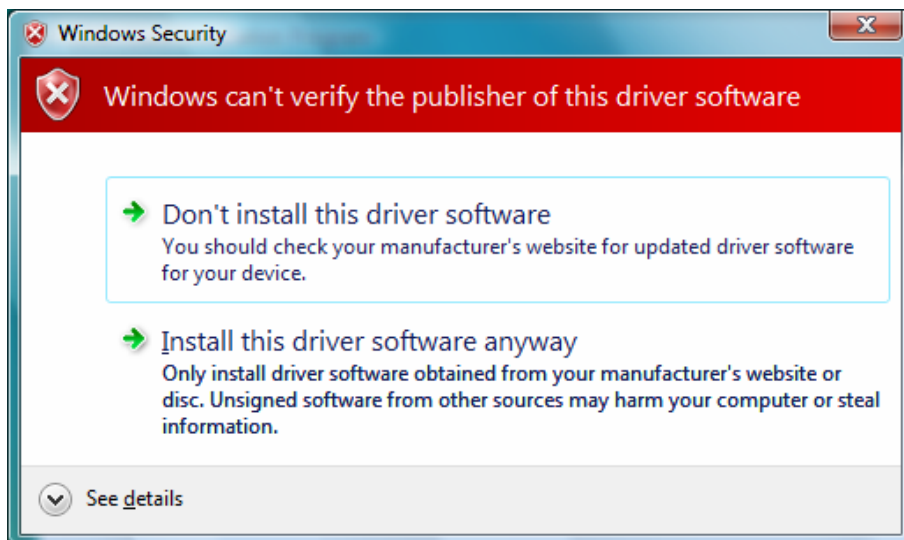 Windows Security
Windows can't verify the publisher of this driver software
Don't install this driver software
You should check your manufacturer's website for updated driver software
for your device.
Install this driver software anyway
Only install driver software obtained from your manufacturer's website or
disc. Unsigned software from other sources may harm your computer or steal
information.
See details